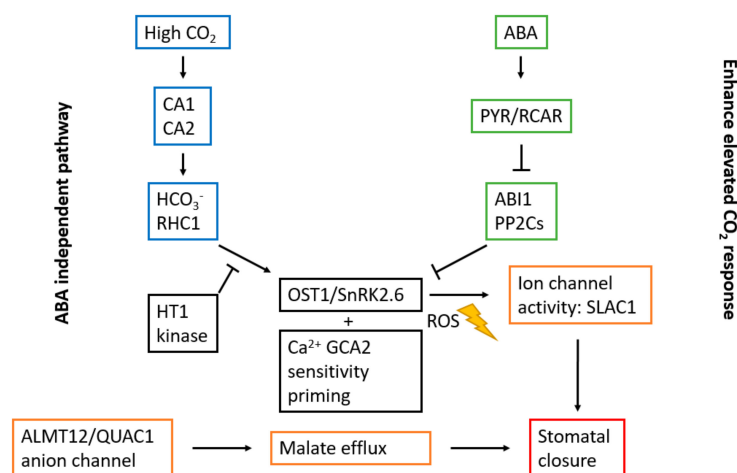 High CO₂
ABA
CA1
CA2
PYR/RCAR
HCO₃⁻
RHC1
ABI1
PP2Cs
ABA independent pathway
Enhance elevated CO₂ response
HT1
kinase
OST1/SnRK2.6
+
Ca²⁺ GCA2
sensitivity
priming
ROS
Ion channel
activity: SLAC1
ALMT12/QUAC1
anion channel
Malate efflux
Stomatal
closure